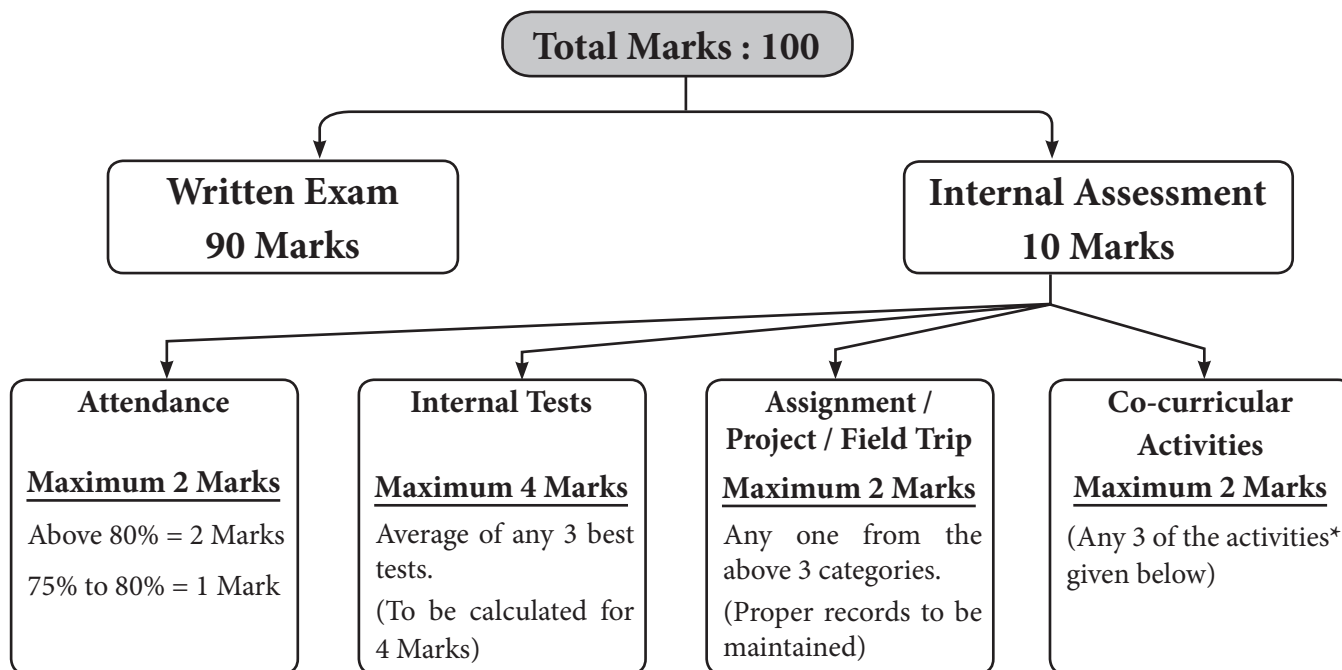 Total Marks : 100
Written Exam
90 Marks
Internal Assessment
10 Marks
Attendance
Maximum 2 Marks
Above 80% = 2 Marks
75% to 80% = 1 Mark
Internal Tests
Maximum 4 Marks
Average of any 3 best
tests.
(To be calculated for
4 Marks)
Assignment /
Project / Field Trip
Maximum 2 Marks
Any one from the
above 3 categories.
(Proper records to be
maintained)
Co-curricular
Activities
Maximum 2 Marks
(Any 3 of the activities*
given below)